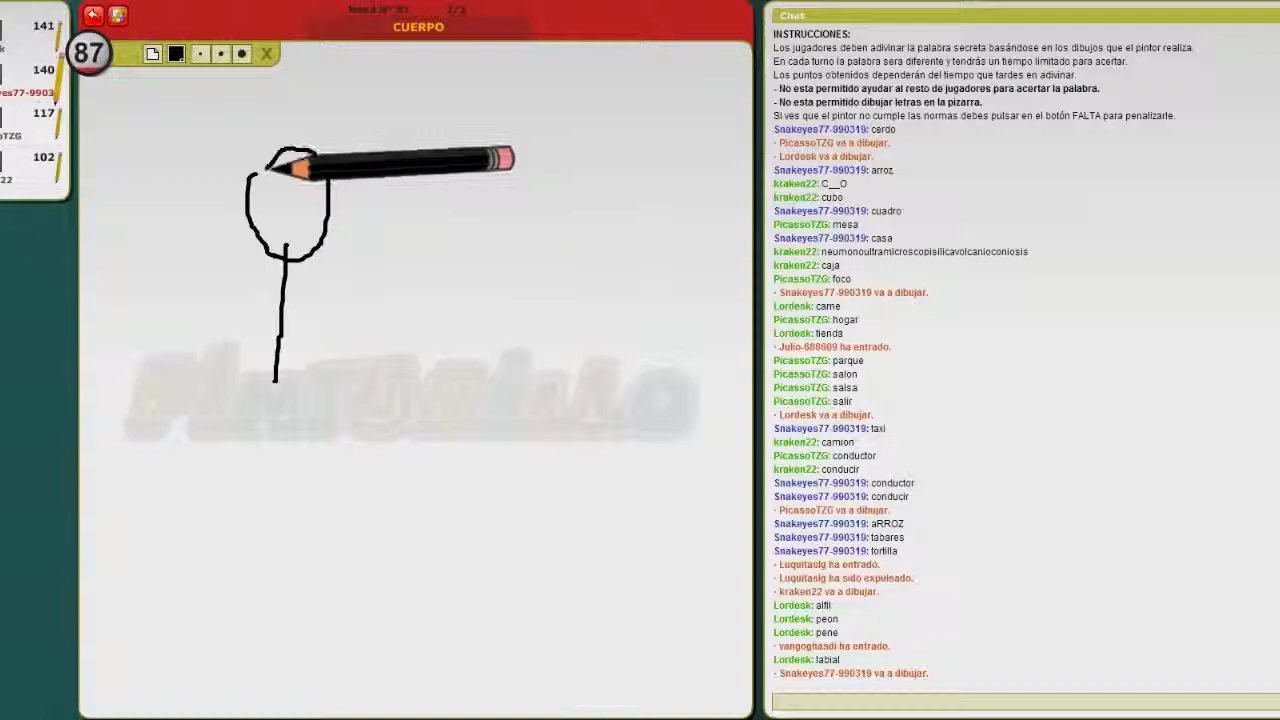 141
140
es77-9903
117
oTZG
102
22
87
2/2
CUERPO
X
Chat
INSTRUCCIONES:
Los jugadores deben adivinar la palabra secreta basándose en los dibujos que el pintor realiza.
En cada turno la palabra sera diferente y tendrás un tiempo limitado para acertar.
Los puntos obtenidos dependerán del tiempo que tardes en adivinar.
- No esta permitido ayudar al resto de jugadores para acertar la palabra.
- No esta permitido dibujar letras en la pizarra.
Si ves que el pintor no cumple las normas debes pulsar en el botón FALTA para penalizarle.
Snakeyes77-990319: cerdo
· PicassoTZG va a dibujar.
· Lordesk va a dibujar.
Snakeyes77-990319: arroz
kraken22: C__O
kraken22: cubo
Snakeyes77-990319: cuadro
PicassoTZG: mesa
Snakeyes77-990319: casa
kraken22: neumonoultramicroscopisilicavolcanioconiosis
kraken22: caja
PicassoTZG: foco
· Snakeyes77-990319 va a dibujar.
Lordesk: carne
PicassoTZG: hogar
Lordesk: tienda
· Julio-686609 ha entrado.
PicassoTZG: parque
PicassoTZG: salon
PicassoTZG: salsa
PicassoTZG: salir
· Lordesk va a dibujar.
Snakeyes77-990319: taxi
kraken22: camion
PicassoTZG: conductor
kraken22: conducir
Snakeyes77-990319: conductor
Snakeyes77-990319: conducir
· PicassoTZG va a dibujar.
Snakeyes77-990319: aRROZ
Snakeyes77-990319: tabares
Snakeyes77-990319: tortilla
· Luquitasig ha entrado.
· Luquitasig ha sido expulsado.
· kraken22 va a dibujar.
Lordesk: alfil
Lordesk: peon
Lordesk: pene
· vangoghasdi ha entrado.
Lordesk: labial
· Snakeyes77-990319 va a dibujar.